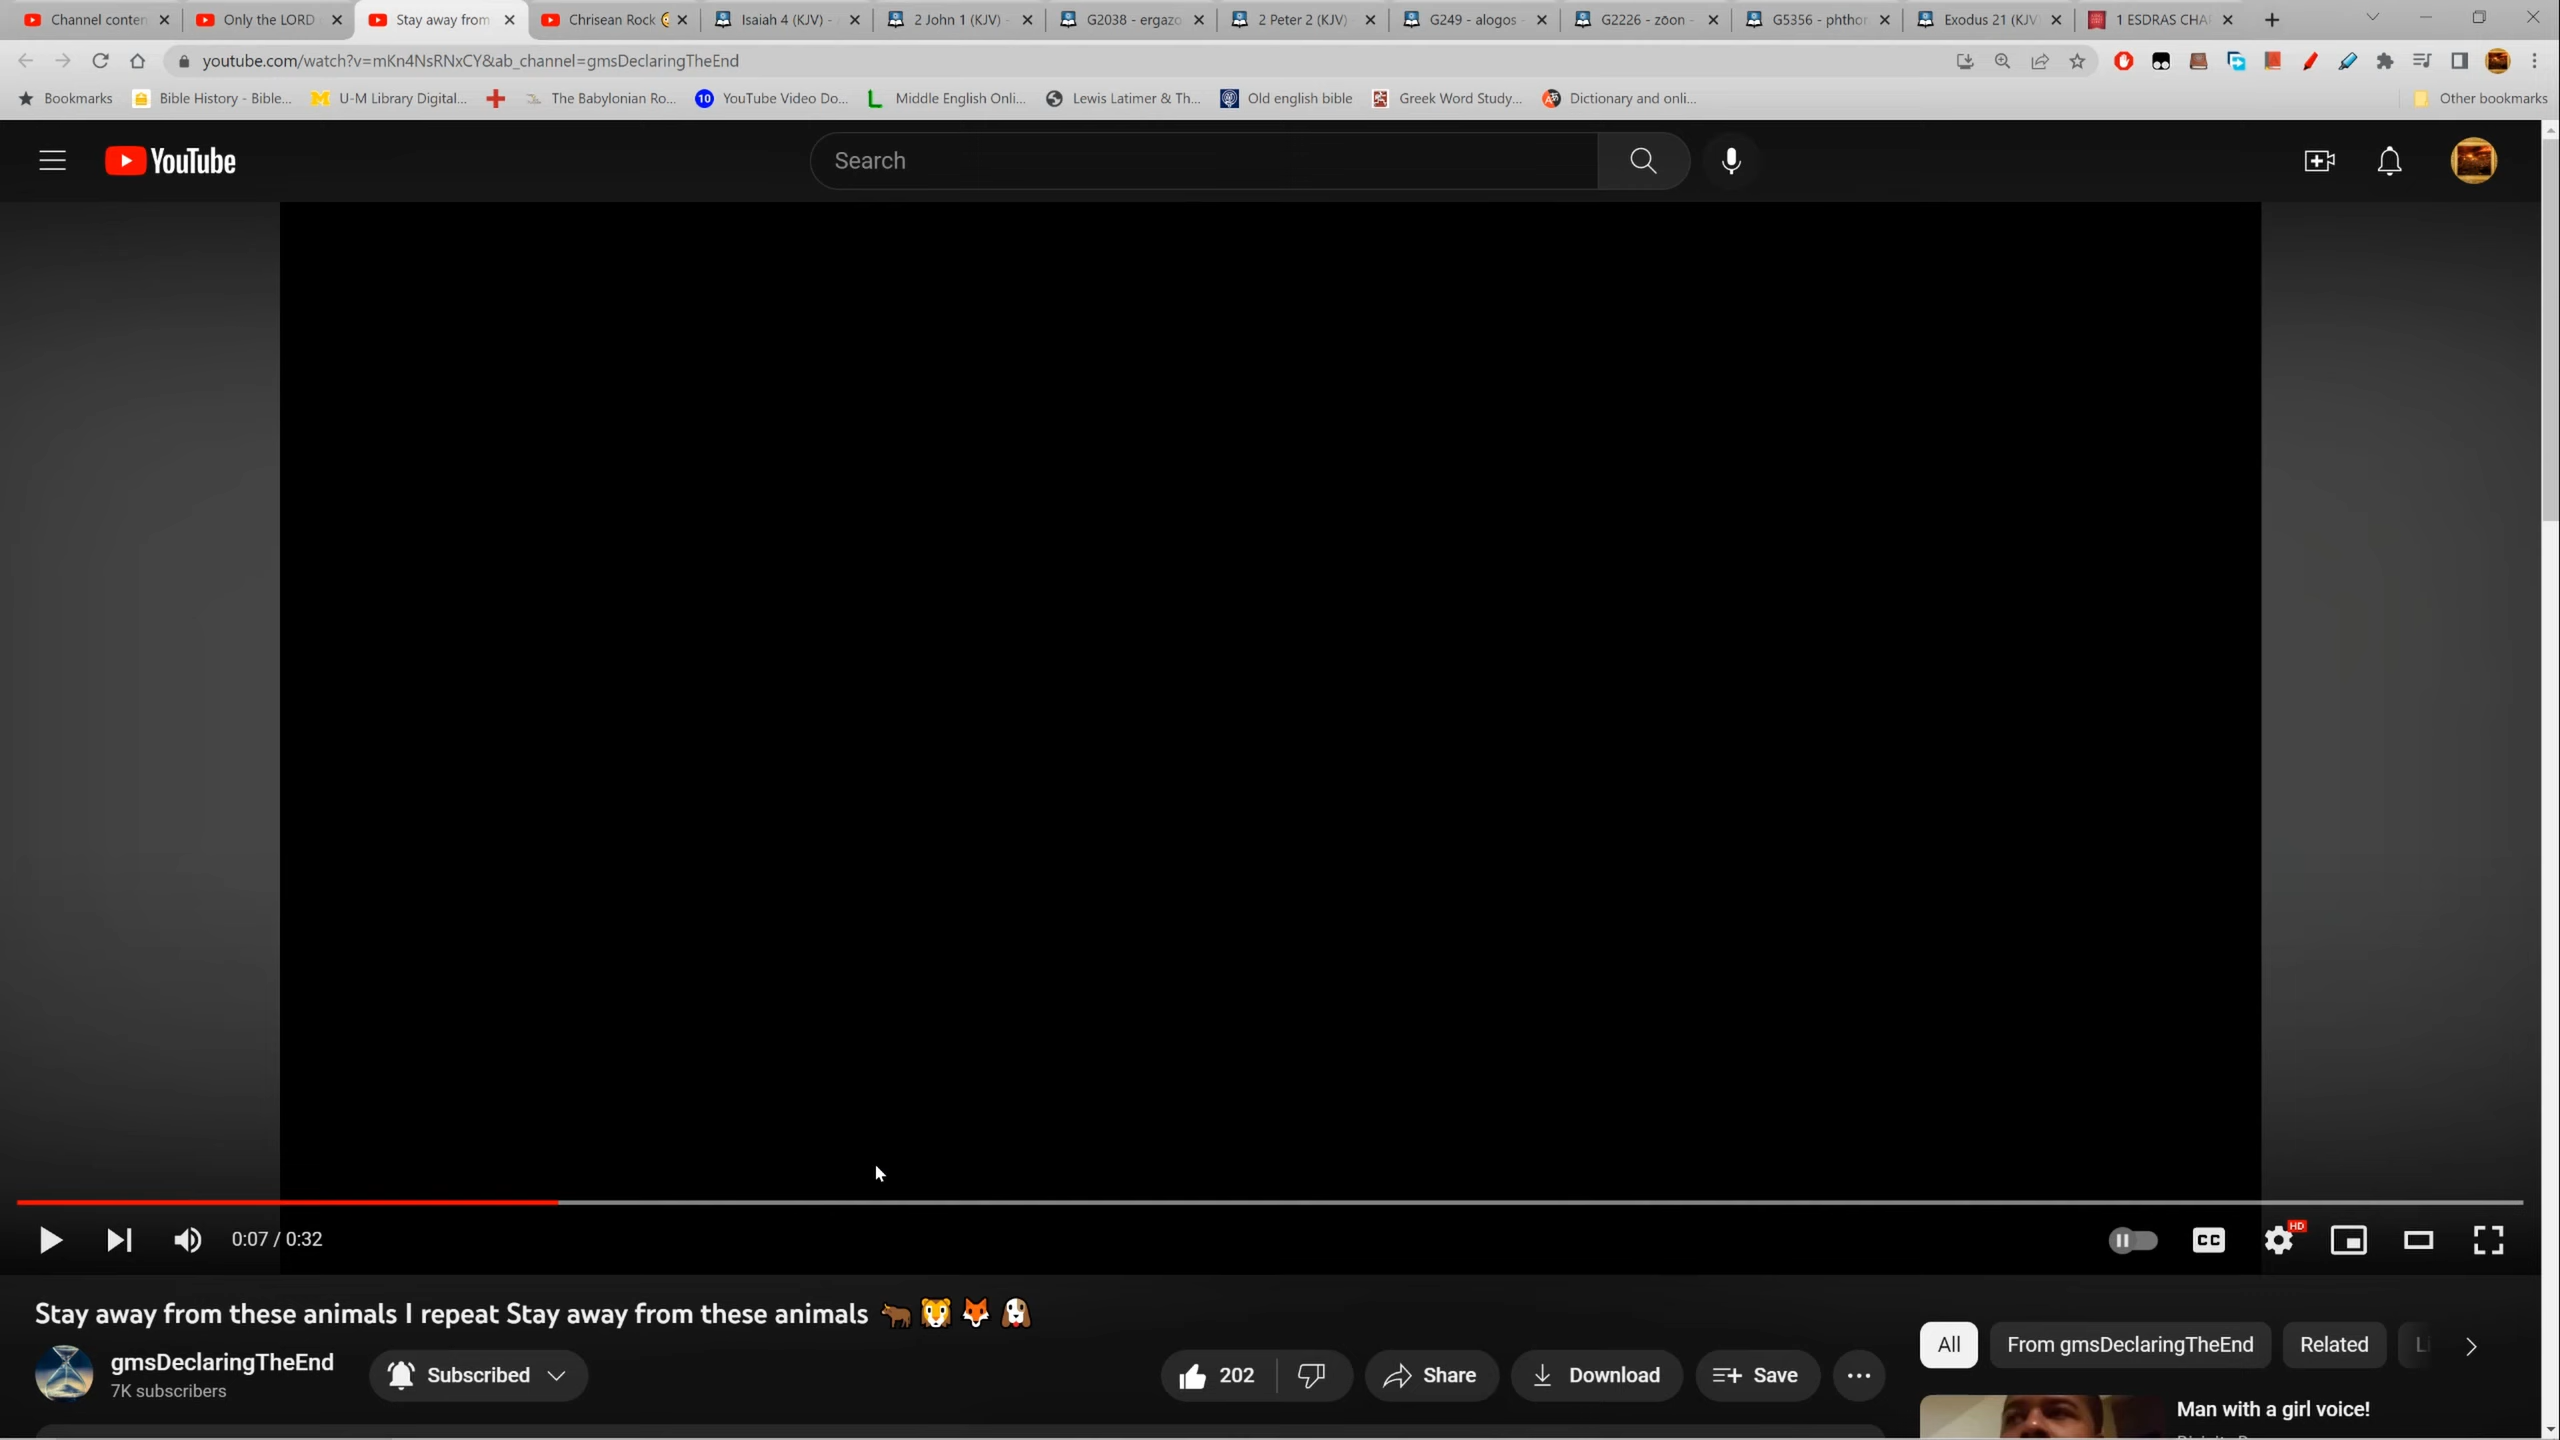 Channel conten
Only the LORD
Stay away from
Chrisean Rock
Isaiah 4 (KJV) -
2 John 1 (KJV) -
G2038 - ergazo
2 Peter 2 (KJV)
G249 - alogos -
G2226 - zōon -
G5356 - phthor
Exodus 21 (KJV
1 ESDRAS CHA
youtube.com/watch?v=mKn4NsRNxCY&ab_channel=gmsDeclaringTheEnd
Bookmarks
Bible History - Bible...
U-M Library Digital...
The Babylonian Ro...
10
YouTube Video Do...
Middle English Onli...
Lewis Latimer & Th...
Old english bible
Greek Word Study...
Dictionary and onli...
Other bookmarks
YouTube
Search
0:07 / 0:32
CC
HD
Stay away from these animals I repeat Stay away from these animals 🐂🦁🦊🐶
gmsDeclaringTheEnd
7K subscribers
Subscribed
202
Share
Download
Save
All
From gmsDeclaringTheEnd
Related
Man with a girl voice!